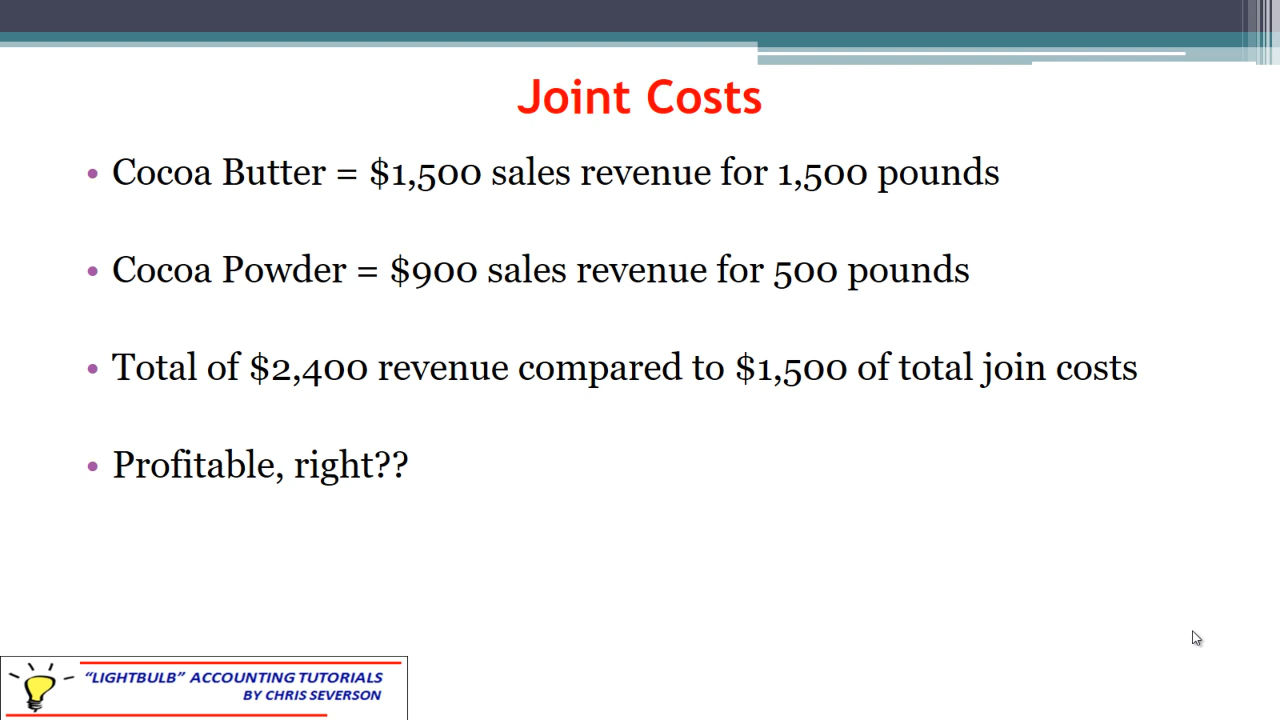 Joint Costs
• Cocoa Butter = $1,500 sales revenue for 1,500 pounds
• Cocoa Powder = $900 sales revenue for 500 pounds
• Total of $2,400 revenue compared to $1,500 of total join costs
• Profitable, right??
“LIGHTBULB” ACCOUNTING TUTORIALS
BY CHRIS SEVERSON